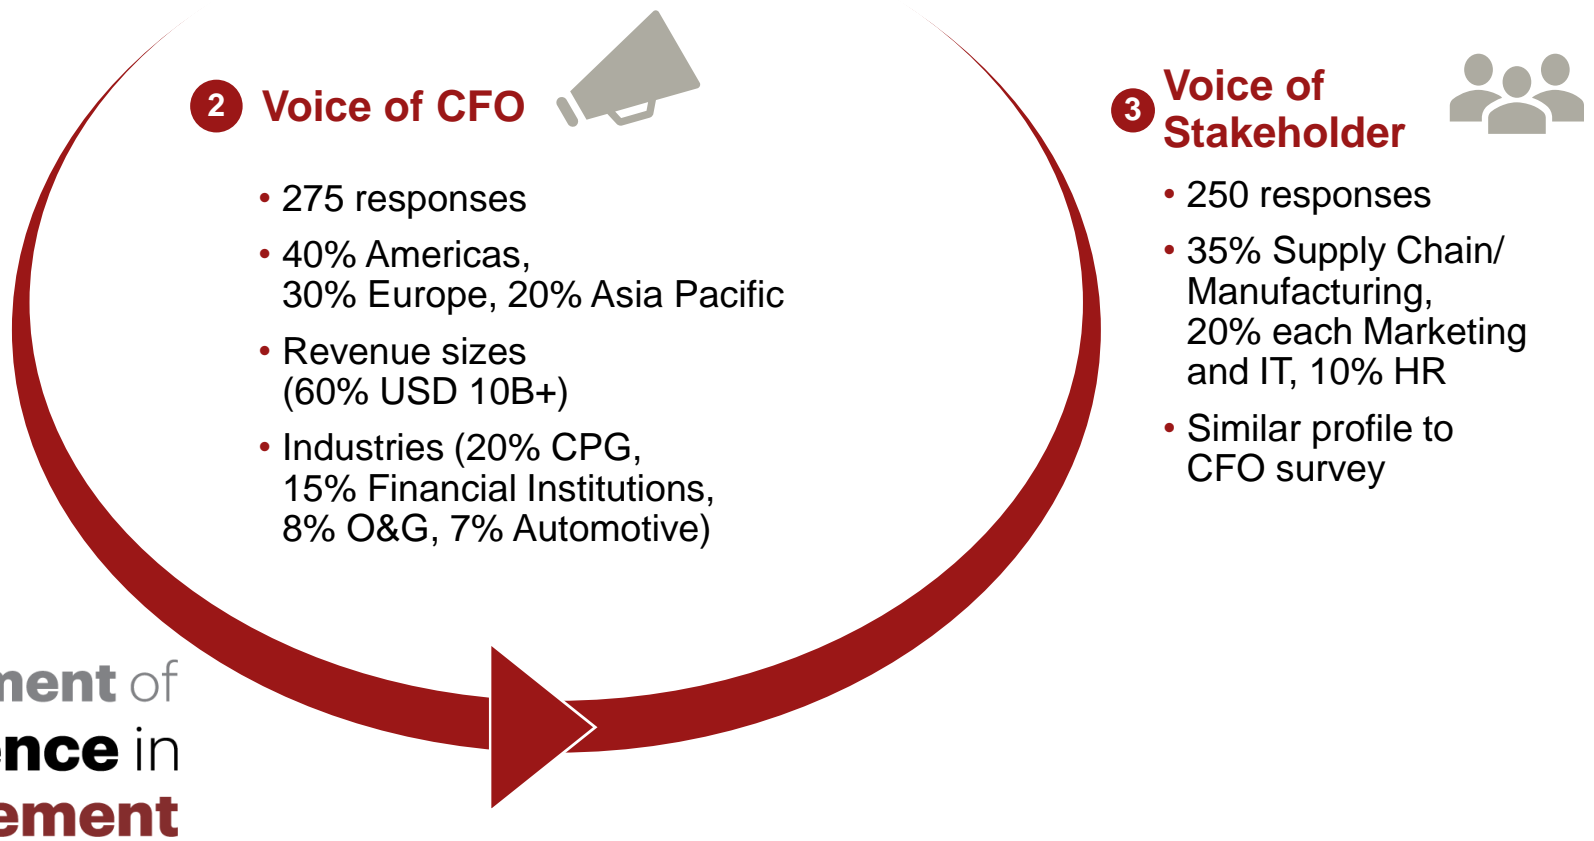 2 Voice of CFO
• 275 responses
• 40% Americas,
30% Europe, 20% Asia Pacific
• Revenue sizes
(60% USD 10B+)
• Industries (20% CPG,
15% Financial Institutions,
8% O&G, 7% Automotive)
3 Voice of
Stakeholder
• 250 responses
• 35% Supply Chain/
Manufacturing,
20% each Marketing
and IT, 10% HR
• Similar profile to
CFO survey
ment of
ence in
ement